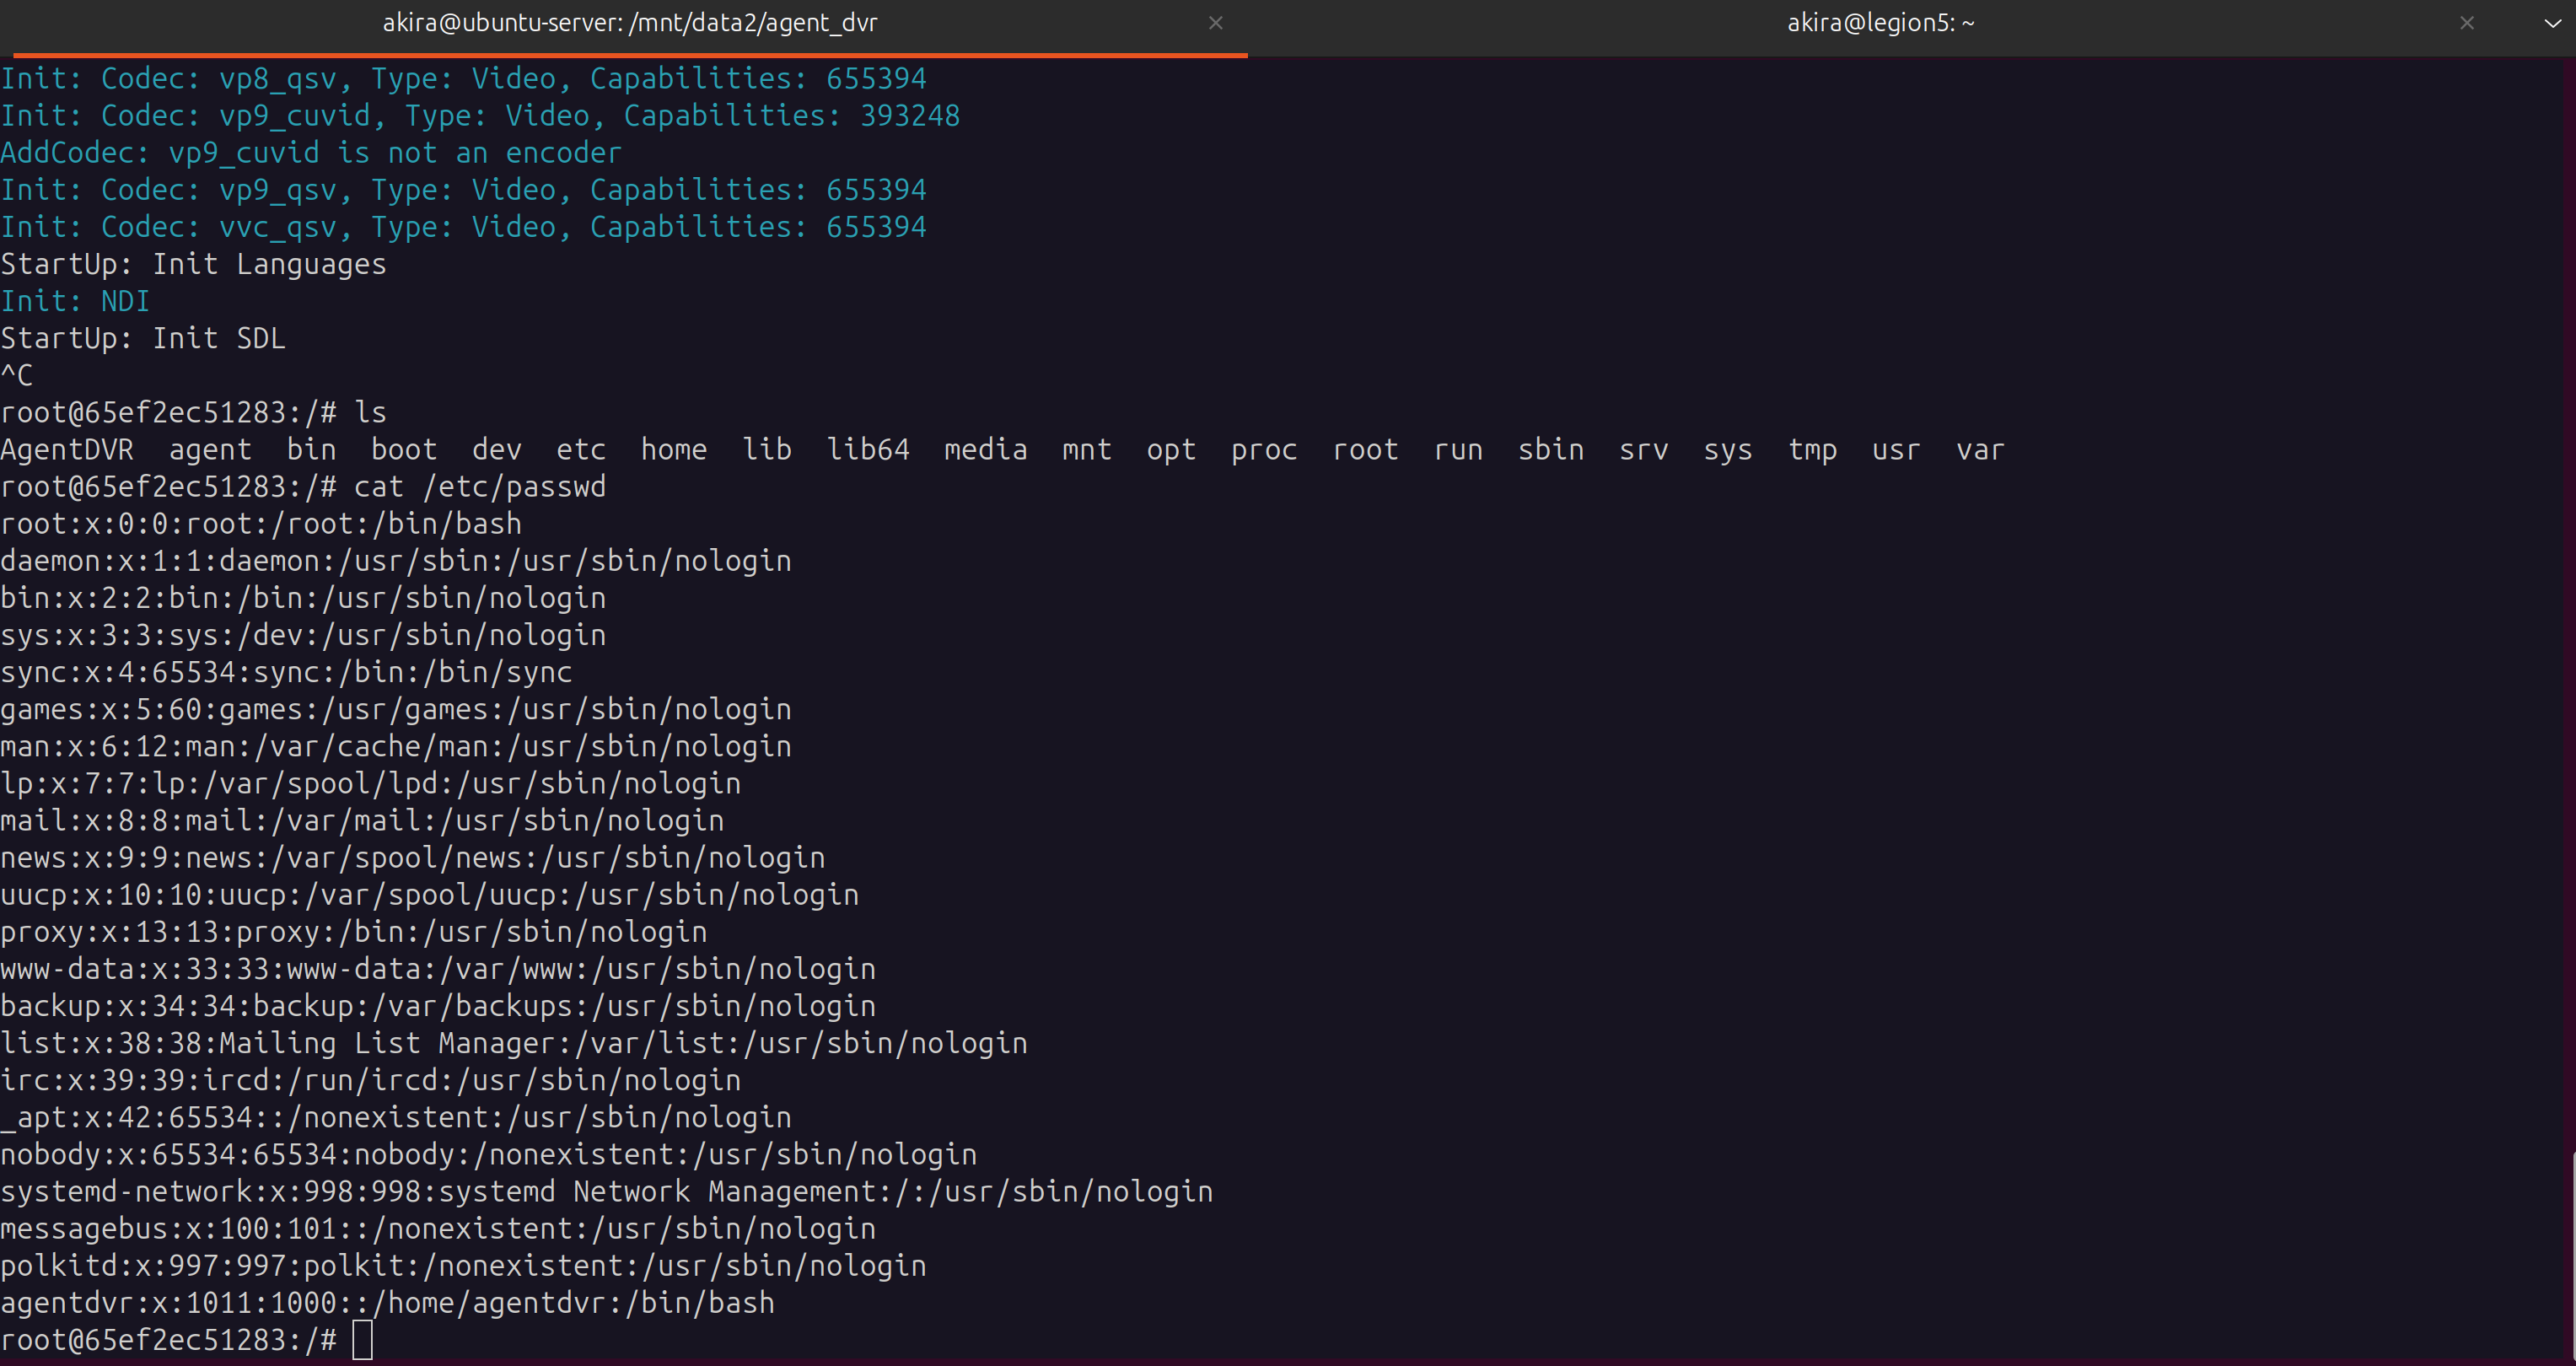 akira@ubuntu-server: /mnt/data2/agent_dvr
akira@legion5: ~
Init: Codec: vp8_qsv, Type: Video, Capabilities: 655394
Init: Codec: vp9_cuvid, Type: Video, Capabilities: 393248
AddCodec: vp9_cuvid is not an encoder
Init: Codec: vp9_qsv, Type: Video, Capabilities: 655394
Init: Codec: vvc_qsv, Type: Video, Capabilities: 655394
StartUp: Init Languages
Init: NDI
StartUp: Init SDL
^C
root@65ef2ec51283:/# ls
AgentDVR  agent  bin  boot  dev  etc  home  lib  lib64  media  mnt  opt  proc  root  run  sbin  srv  sys  tmp  usr  var
root@65ef2ec51283:/# cat /etc/passwd
root:x:0:0:root:/root:/bin/bash
daemon:x:1:1:daemon:/usr/sbin:/usr/sbin/nologin
bin:x:2:2:bin:/bin:/usr/sbin/nologin
sys:x:3:3:sys:/dev:/usr/sbin/nologin
sync:x:4:65534:sync:/bin:/bin/sync
games:x:5:60:games:/usr/games:/usr/sbin/nologin
man:x:6:12:man:/var/cache/man:/usr/sbin/nologin
lp:x:7:7:lp:/var/spool/lpd:/usr/sbin/nologin
mail:x:8:8:mail:/var/mail:/usr/sbin/nologin
news:x:9:9:news:/var/spool/news:/usr/sbin/nologin
uucp:x:10:10:uucp:/var/spool/uucp:/usr/sbin/nologin
proxy:x:13:13:proxy:/bin:/usr/sbin/nologin
www-data:x:33:33:www-data:/var/www:/usr/sbin/nologin
backup:x:34:34:backup:/var/backups:/usr/sbin/nologin
list:x:38:38:Mailing List Manager:/var/list:/usr/sbin/nologin
irc:x:39:39:ircd:/run/ircd:/usr/sbin/nologin
_apt:x:42:65534::/nonexistent:/usr/sbin/nologin
nobody:x:65534:65534:nobody:/nonexistent:/usr/sbin/nologin
systemd-network:x:998:998:systemd Network Management:/:/usr/sbin/nologin
messagebus:x:100:101::/nonexistent:/usr/sbin/nologin
polkitd:x:997:997:polkit:/nonexistent:/usr/sbin/nologin
agentdvr:x:1011:1000::/home/agentdvr:/bin/bash
root@65ef2ec51283:/#